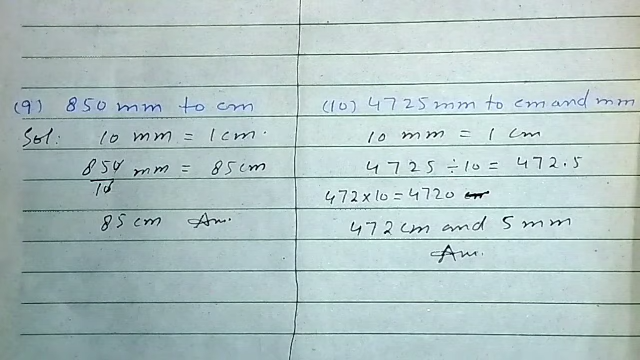 (9) 850 mm to cm
Sol: 10 mm = 1 cm.
850/10 mm = 85 cm
85 cm Ans.
(10) 4725 mm to cm and mm
10 mm = 1 cm
4725 ÷ 10 = 472.5
472 x 10 = 4720
472 cm and 5 mm
Ans.